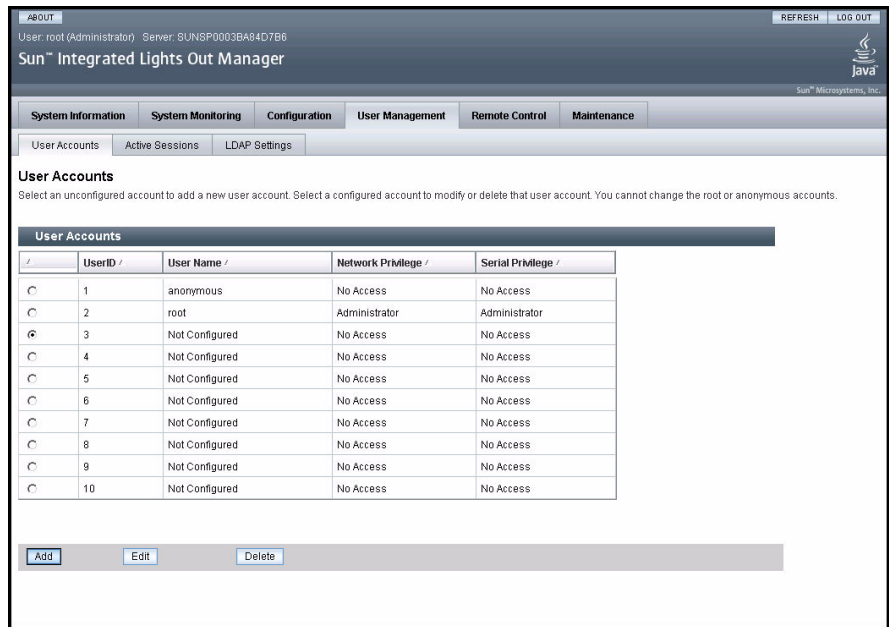 ABOUT REFRESH LOG OUT
User: root (Administrator) Server: SUNSP0003BA84D7B6
Sun™ Integrated Lights Out Manager
Java™
Sun™ Microsystems, Inc.
System Information System Monitoring Configuration User Management Remote Control Maintenance
User Accounts Active Sessions LDAP Settings
User Accounts
Select an unconfigured account to add a new user account. Select a configured account to modify or delete that user account. You cannot change the root or anonymous accounts.
User Accounts
UserID User Name Network Privilege Serial Privilege
1 anonymous No Access No Access
2 root Administrator Administrator
3 Not Configured No Access No Access
4 Not Configured No Access No Access
5 Not Configured No Access No Access
6 Not Configured No Access No Access
7 Not Configured No Access No Access
8 Not Configured No Access No Access
9 Not Configured No Access No Access
10 Not Configured No Access No Access
Add Edit Delete